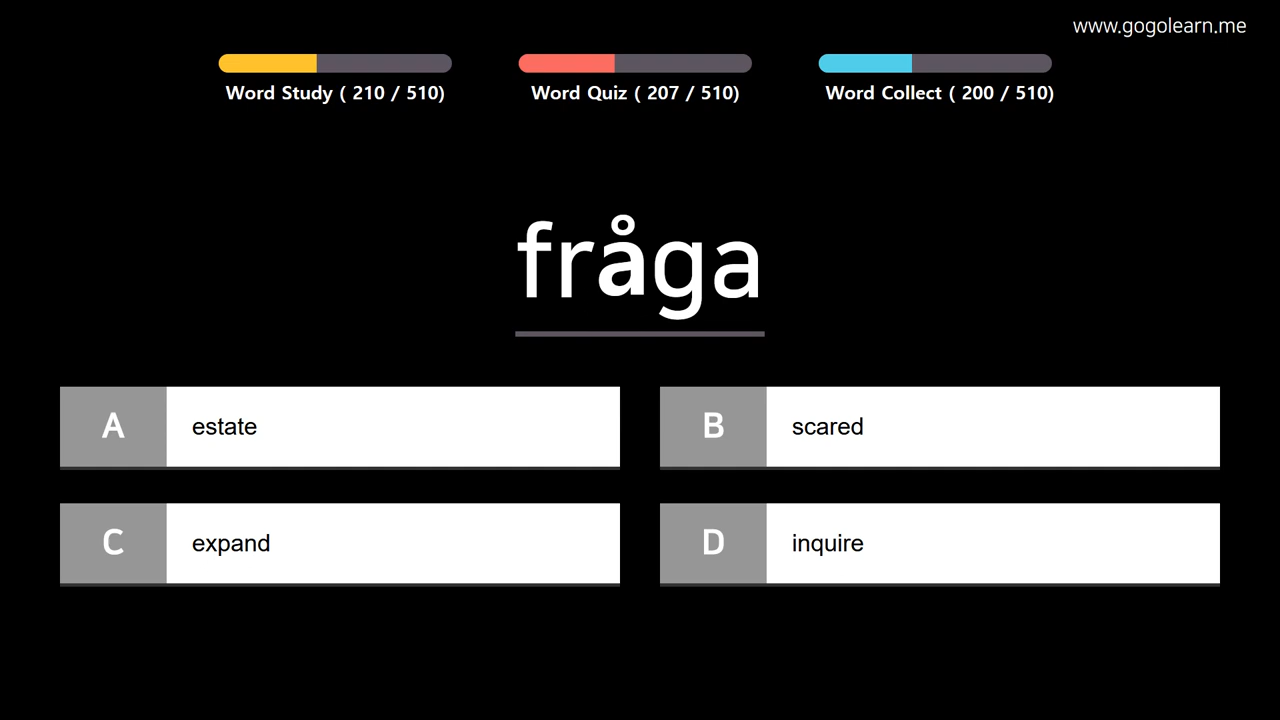 www.gogolearn.me
Word Study ( 210 / 510)
Word Quiz ( 207 / 510)
Word Collect ( 200 / 510)
fråga
A estate
B scared
C expand
D inquire